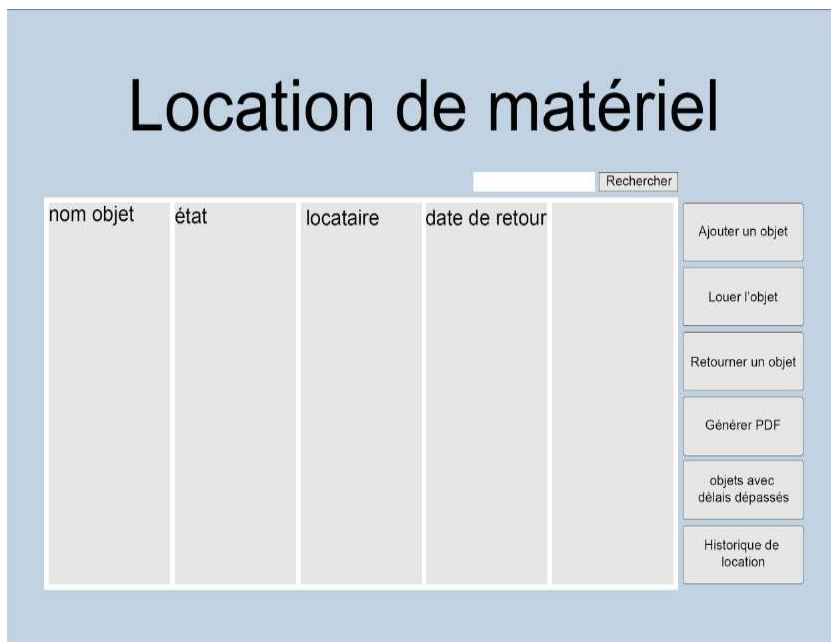 Location de matériel
Rechercher
nom objet état locataire date de retour
Ajouter un objet
Louer l'objet
Retourner un objet
Générer PDF
objets avec
délais dépassés
Historique de
location